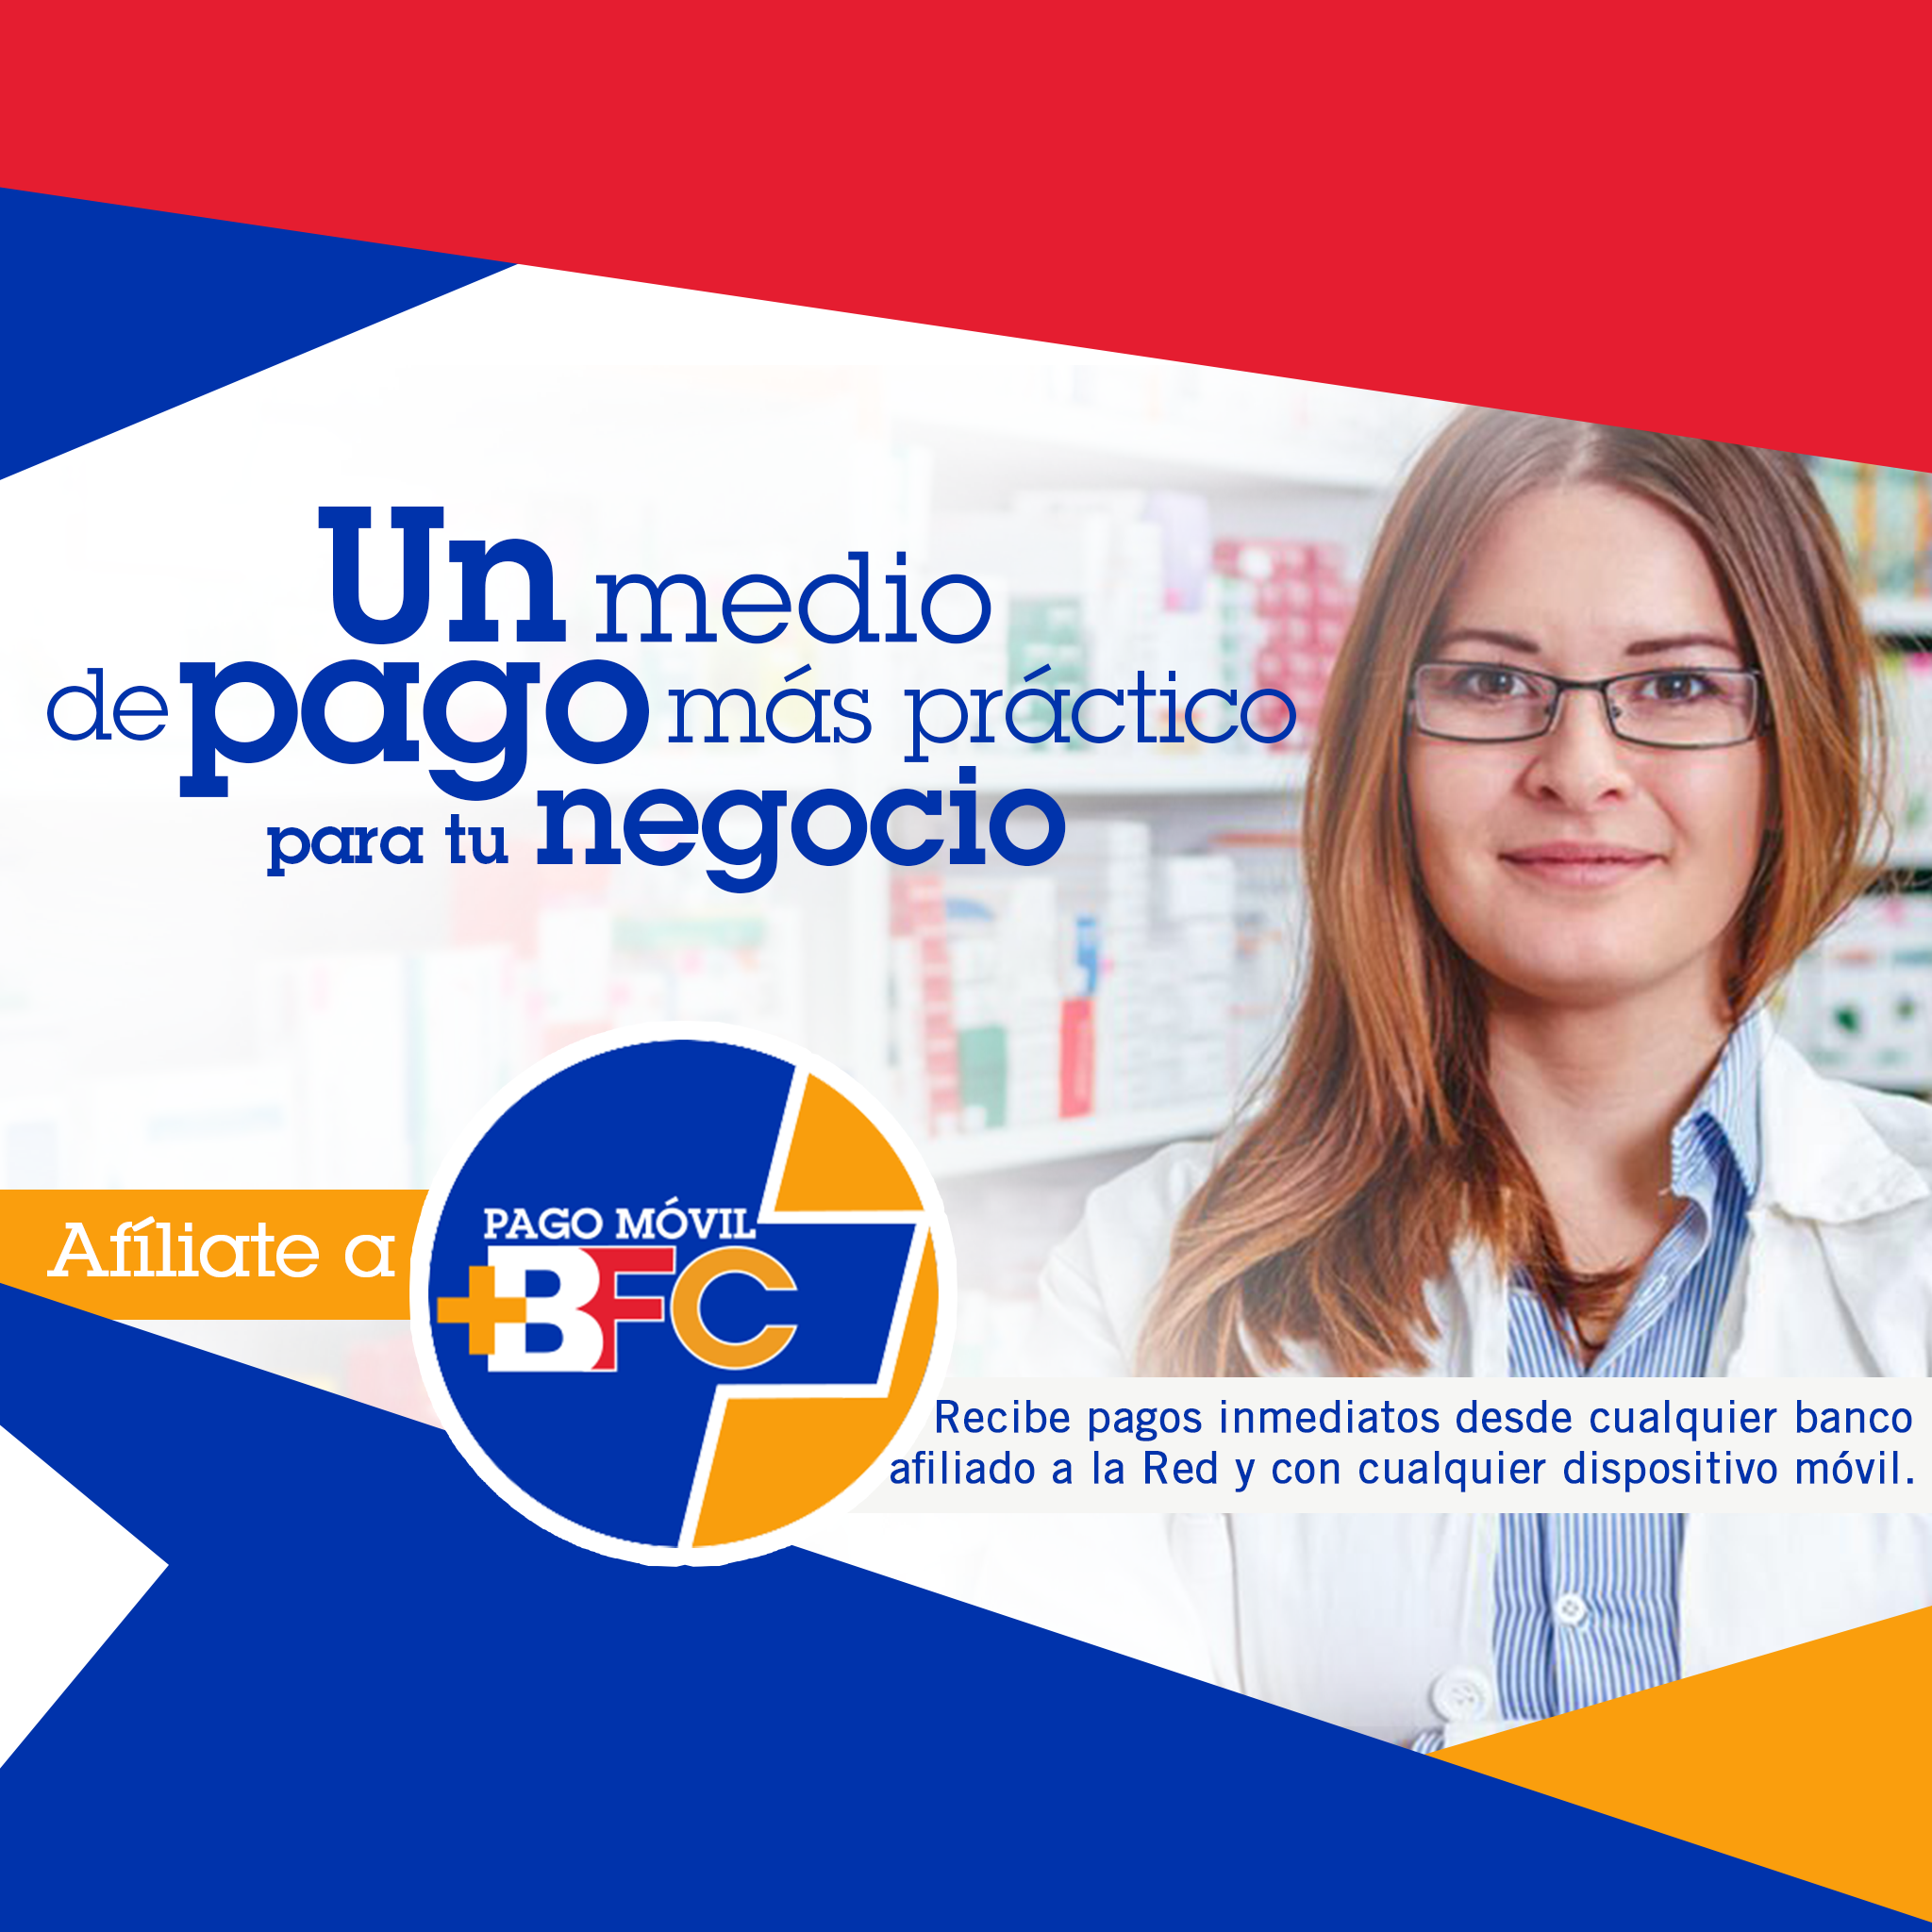 Un medio
de pago más práctico
para tu negocio
Afíliate a
PAGO MÓVIL
+BFC
Recibe pagos inmediatos desde cualquier banco
afiliado a la Red y con cualquier dispositivo móvil.